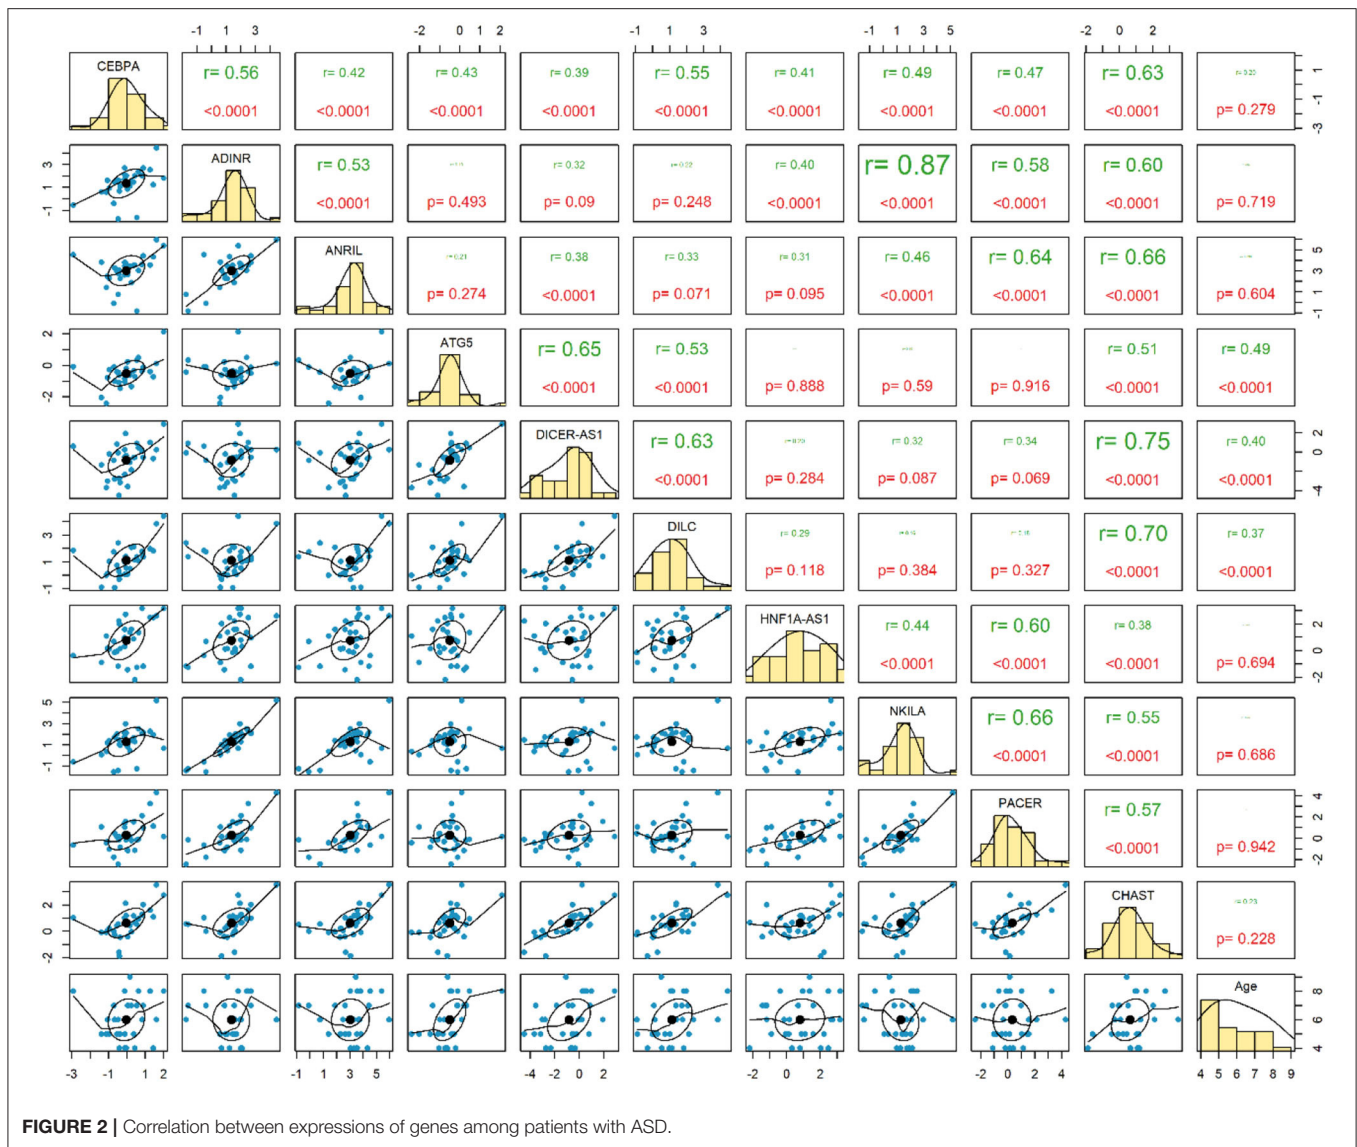 -1 1 3
-1 0 1 2
-1 1 3
-1 1 3 5
-2 0 2
CEBPA
r= 0.56
r= 0.42
r= 0.43
r= 0.39
r= 0.55
r= 0.41
r= 0.49
r= 0.47
r= 0.63
r= 0.20
<0.0001
<0.0001
<0.0001
<0.0001
<0.0001
<0.0001
<0.0001
<0.0001
<0.0001
p= 0.279
1
-1
-3
3
1
-1
ADINR
r= 0.53
r= 0.32
r= 0.22
r= 0.40
r= 0.87
r= 0.58
r= 0.60
<0.0001
p= 0.493
p= 0.09
p= 0.248
<0.0001
<0.0001
<0.0001
<0.0001
p= 0.719
ANRIL
r= 0.21
r= 0.38
r= 0.33
r= 0.31
r= 0.46
r= 0.64
r= 0.66
p= 0.274
<0.0001
p= 0.071
p= 0.095
<0.0001
<0.0001
<0.0001
p= 0.604
5
3
1
-1
2
0
-2
ATG5
r= 0.65
r= 0.53
r= 0.51
r= 0.49
<0.0001
<0.0001
p= 0.888
p= 0.59
p= 0.916
<0.0001
<0.0001
DICER-AS1
r= 0.63
r= 0.20
r= 0.32
r= 0.34
r= 0.75
r= 0.40
<0.0001
p= 0.284
p= 0.087
p= 0.069
<0.0001
<0.0001
2
0
-4
3
1
-1
DILC
r= 0.29
r= 0.70
r= 0.37
p= 0.118
p= 0.384
p= 0.327
<0.0001
<0.0001
HNF1A-AS1
r= 0.44
r= 0.60
r= 0.38
<0.0001
<0.0001
<0.0001
p= 0.694
2
0
-2
5
3
1
-1
NKILA
r= 0.66
r= 0.55
<0.0001
<0.0001
p= 0.686
PACER
r= 0.57
<0.0001
p= 0.942
4
2
0
-2
2
0
-2
CHAST
r= 0.23
p= 0.228
Age
8
6
4
-3 -1 1 2
-1 1 3 5
-4 -2 0 2
-2 0 2
-2 0 2 4
4 5 6 7 8 9
FIGURE 2 | Correlation between expressions of genes among patients with ASD.